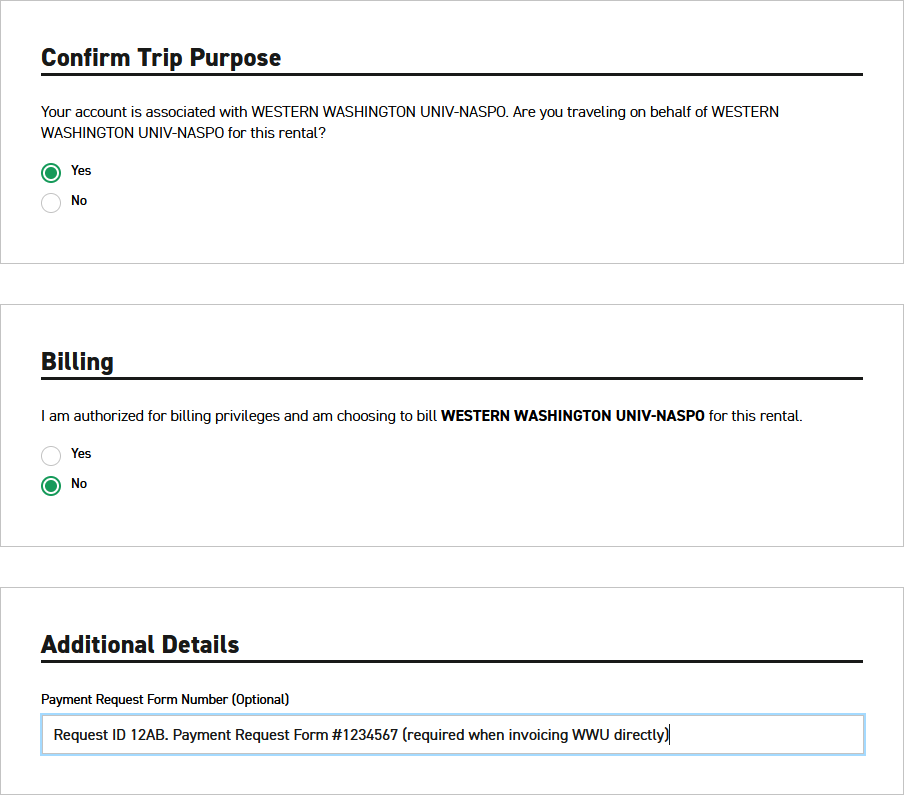 Confirm Trip Purpose
Your account is associated with WESTERN WASHINGTON UNIV-NASPO. Are you traveling on behalf of WESTERN
WASHINGTON UNIV-NASPO for this rental?
Yes
No
Billing
I am authorized for billing privileges and am choosing to bill WESTERN WASHINGTON UNIV-NASPO for this rental.
Yes
No
Additional Details
Payment Request Form Number (Optional)
Request ID 12AB. Payment Request Form #1234567 (required when invoicing WWU directly)